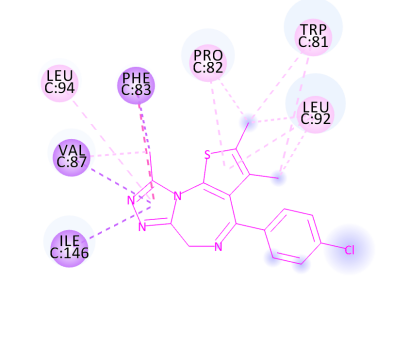 TRP
C:81
PRO
C:82
LEU
C:94
PHE
C:83
LEU
C:92
VAL
C:87
S
N
N
N
ILE
C:146
N
Cl